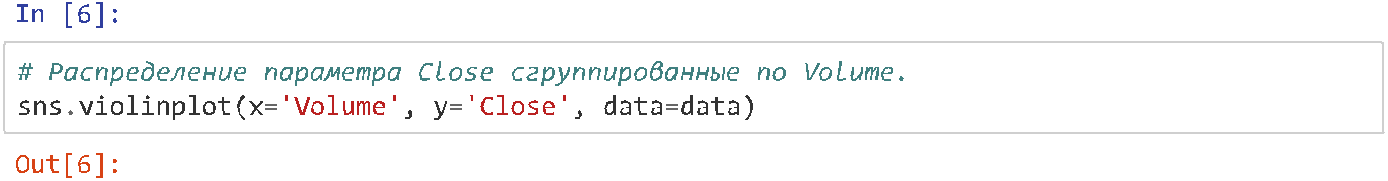 In [6]:
# Распределение параметра Close сгруппированные по Volume.
sns.violinplot(x='Volume', y='Close', data=data)
Out[6]: